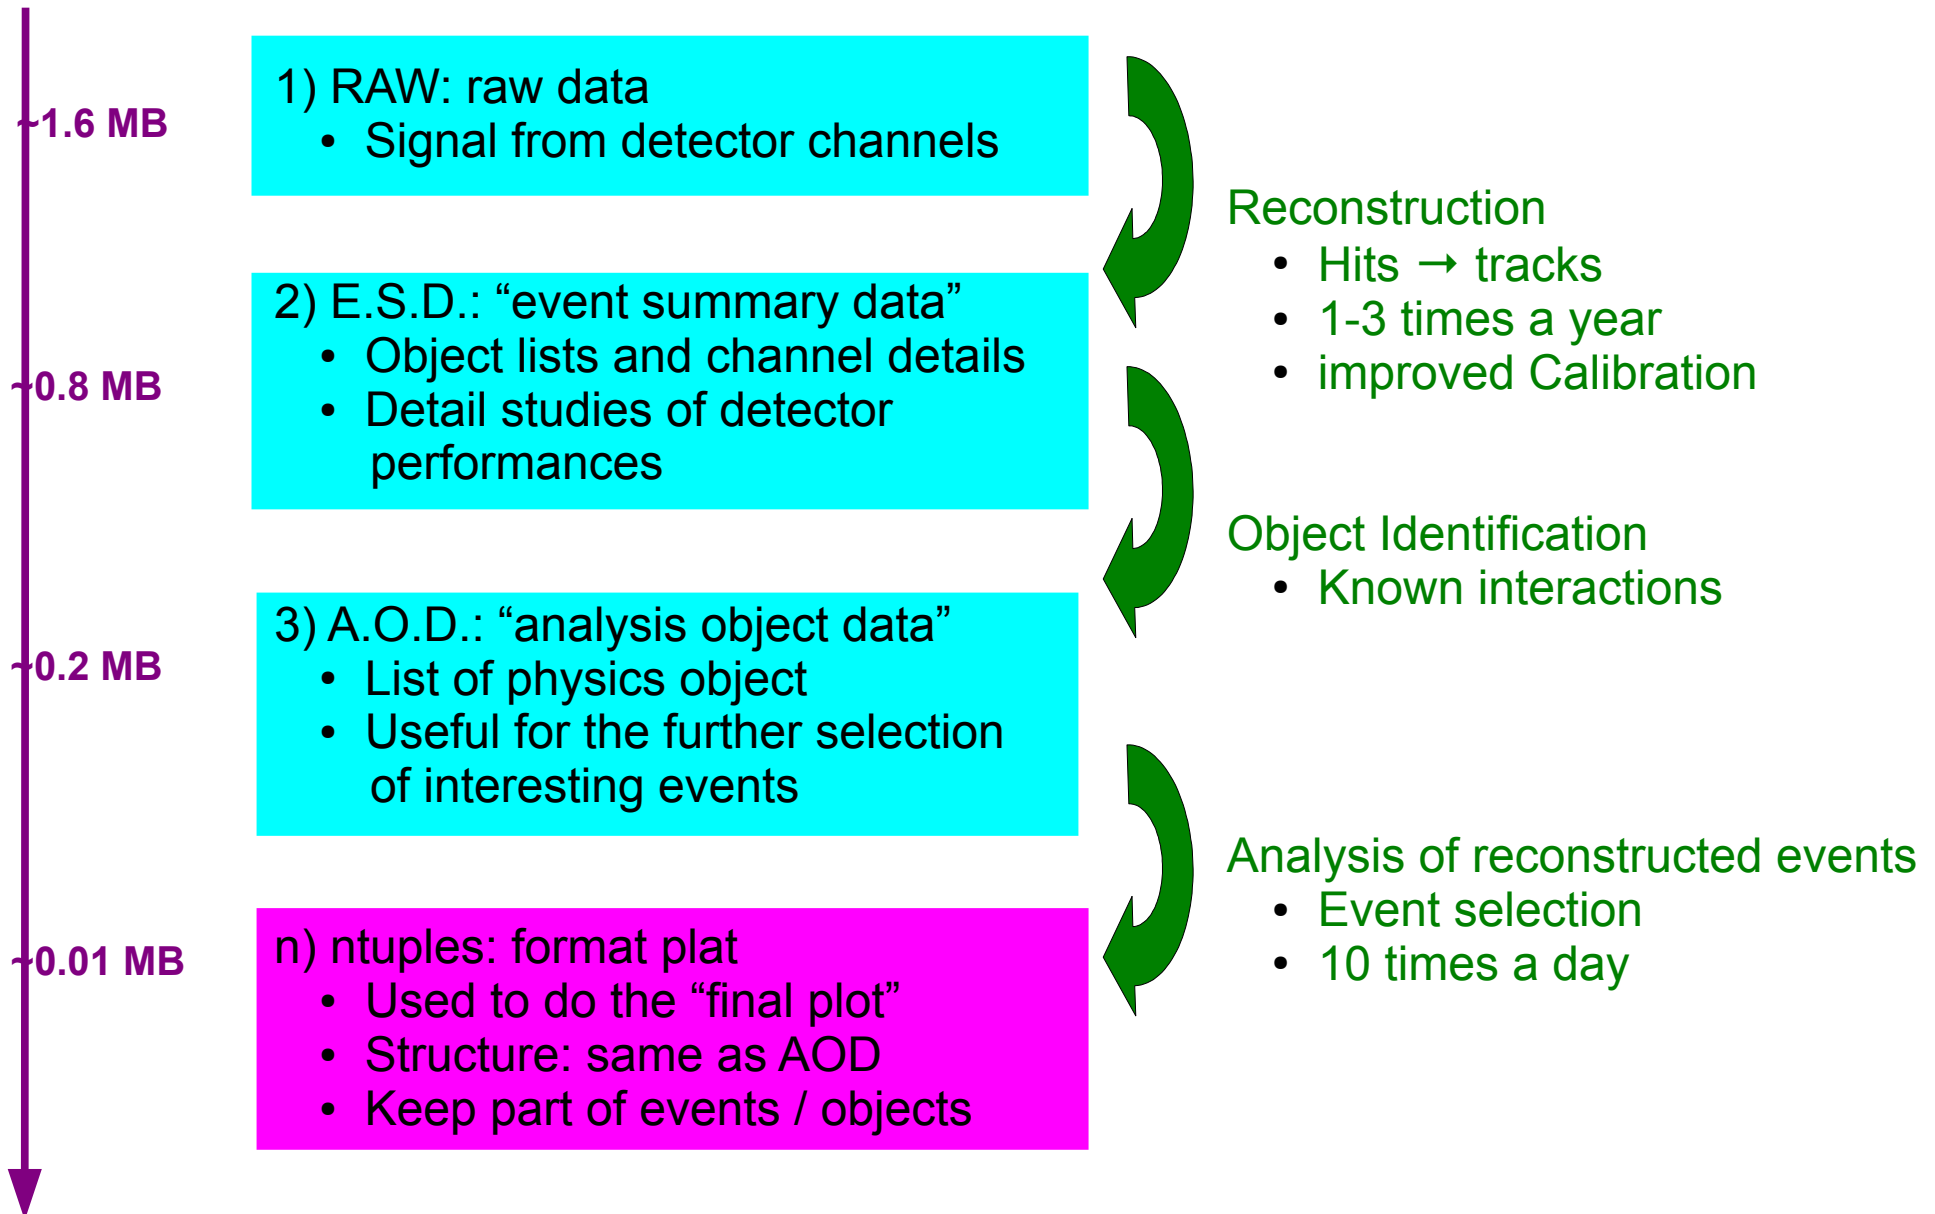 ~1.6 MB
1) RAW: raw data
• Signal from detector channels
Reconstruction
• Hits → tracks
• 1-3 times a year
• improved Calibration
~0.8 MB
2) E.S.D.: “event summary data”
• Object lists and channel details
• Detail studies of detector
performances
Object Identification
• Known interactions
~0.2 MB
3) A.O.D.: “analysis object data”
• List of physics object
• Useful for the further selection
of interesting events
Analysis of reconstructed events
• Event selection
• 10 times a day
~0.01 MB
n) ntuples: format plat
• Used to do the “final plot”
• Structure: same as AOD
• Keep part of events / objects